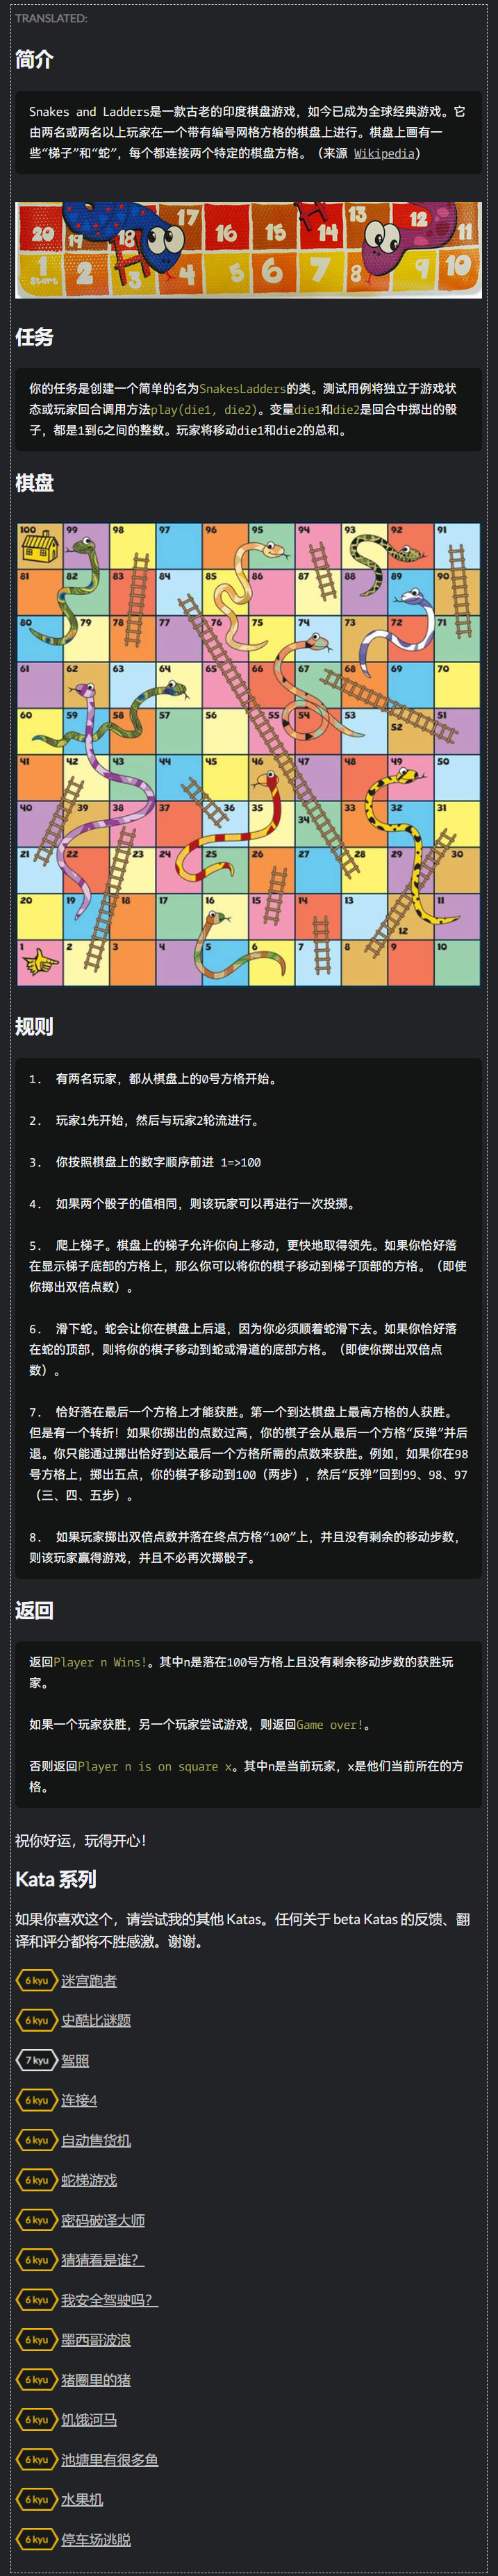 TRANSLATED:
简介
Snakes and Ladders是一款古老的印度棋盘游戏，如今已成为全球经典游戏。它
由两名或两名以上玩家在一个带有编号网格方格的棋盘上进行。棋盘上画有一
些“梯子”和“蛇”，每个都连接两个特定的棋盘方格。（来源 Wikipedia）
20 19 18 17 16 15 14 13 12 11
1 2 3 4 5 6 7 8 9 10
Start
任务
你的任务是创建一个简单的名为SnakesLadders的类。测试用例将独立于游戏状
态或玩家回合调用方法play(die1, die2)。变量die1和die2是回合中掷出的骰
子，都是1到6之间的整数。玩家将移动die1和die2的总和。
棋盘
100 99 98 97 96 95 94 93 92 91
81 82 83 84 85 86 87 88 89 90
80 79 78 77 76 75 74 73 72 71
61 62 63 64 65 66 67 68 69 70
60 59 58 57 56 55 54 53 52 51
41 42 43 44 45 46 47 48 49 50
40 39 38 37 36 35 34 33 32 31
21 22 23 24 25 26 27 28 29 30
20 19 18 17 16 15 14 13 12 11
1 2 3 4 5 6 7 8 9 10
规则
1. 有两名玩家，都从棋盘上的0号方格开始。
2. 玩家1先开始，然后与玩家2轮流进行。
3. 你按照棋盘上的数字顺序前进 1=>100
4. 如果两个骰子的值相同，则该玩家可以再进行一次投掷。
5. 爬上梯子。棋盘上的梯子允许你向上移动，更快地取得领先。如果你恰好落
在显示梯子底部的方格上，那么你可以将你的棋子移动到梯子顶部的方格。（即使
你掷出双倍点数）。
6. 滑下蛇。蛇会让你在棋盘上后退，因为你必须顺着蛇滑下去。如果你恰好落
在蛇的顶部，则将你的棋子移动到蛇或滑道的底部方格。（即使你掷出双倍点
数）。
7. 恰好落在最后一个方格上才能获胜。第一个到达棋盘上最高方格的人获胜。
但是有一个转折！如果你掷出的点数过高，你的棋子会从最后一个方格“反弹”并后
退。你只能通过掷出恰好到达最后一个方格所需的点数来获胜。例如，如果你在98
号方格上，掷出五点，你的棋子移动到100（两步），然后“反弹”回到99、98、97
（三、四、五步）。
8. 如果玩家掷出双倍点数并落在终点方格“100”上，并且没有剩余的移动步数，
则该玩家赢得游戏，并且不必再次掷骰子。
返回
返回Player n Wins!。其中n是落在100号方格上且没有剩余移动步数的获胜玩
家。
如果一个玩家获胜，另一个玩家尝试游戏，则返回Game over!。
否则返回Player n is on square x。其中n是当前玩家，x是他们当前所在的方
格。
祝你好运，玩得开心！
Kata 系列
如果你喜欢这个，请尝试我的其他 Katas。任何关于 beta Katas 的反馈、翻
译和评分都将不胜感激。谢谢。
6 kyu 迷宫跑者
6 kyu 史酷比谜题
7 kyu 驾照
6 kyu 连接4
6 kyu 自动售货机
6 kyu 蛇梯游戏
6 kyu 密码破译大师
6 kyu 猜猜看是谁？
6 kyu 我安全驾驶吗？
6 kyu 墨西哥波浪
6 kyu 猪圈里的猪
6 kyu 饥饿河马
6 kyu 池塘里有很多鱼
6 kyu 水果机
6 kyu 停车场逃脱